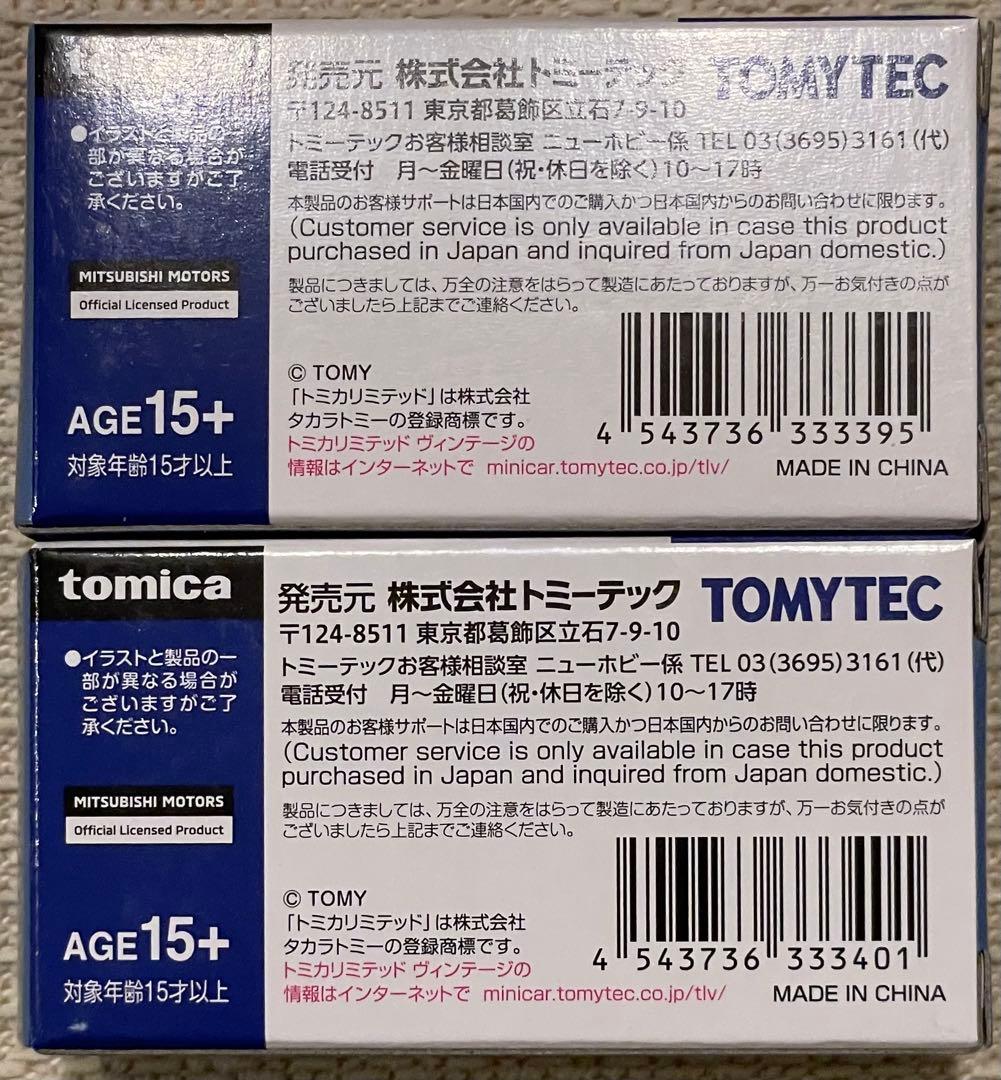 発売元 株式会社トミーテック TOMYTEC
〒124-8511 東京都葛飾区立石7-9-10
トミーテックお客様相談室 ニューホビー係 TEL 03(3695)3161(代)
電話受付 月〜金曜日(祝・休日を除く)10〜17時
本製品のお客様サポートは日本国内でのご購入かつ日本国内からのお問い合わせに限ります。
(Customer service is only available in case this product
purchased in Japan and inquired from Japan domestic.)
製品につきましては、万全の注意をはらって製造にあたっておりますが、万一お気付きの点が
ございましたら上記までご連絡ください。
●イラストと製品の一
部が異なる場合が
ございますがご了
承ください。
MITSUBISHI MOTORS
Official Licensed Product
AGE15+
対象年齢15才以上
© TOMY
「トミカリミテッド」は株式会社
タカラトミーの登録商標です。
トミカリミテッド ヴィンテージの
情報はインターネットで minicar.tomytec.co.jp/tlv/
4 543736 333395
MADE IN CHINA
tomica
●イラストと製品の一
部が異なる場合が
ございますがご了
承ください。
MITSUBISHI MOTORS
Official Licensed Product
AGE15+
対象年齢15才以上
発売元 株式会社トミーテック TOMYTEC
〒124-8511 東京都葛飾区立石7-9-10
トミーテックお客様相談室 ニューホビー係 TEL 03(3695)3161(代)
電話受付 月〜金曜日(祝・休日を除く)10〜17時
本製品のお客様サポートは日本国内でのご購入かつ日本国内からのお問い合わせに限ります。
(Customer service is only available in case this product
purchased in Japan and inquired from Japan domestic.)
製品につきましては、万全の注意をはらって製造にあたっておりますが、万一お気付きの点が
ございましたら上記までご連絡ください。
© TOMY
「トミカリミテッド」は株式会社
タカラトミーの登録商標です。
トミカリミテッド ヴィンテージの
情報はインターネットで minicar.tomytec.co.jp/tlv/
4 543736 333401
MADE IN CHINA